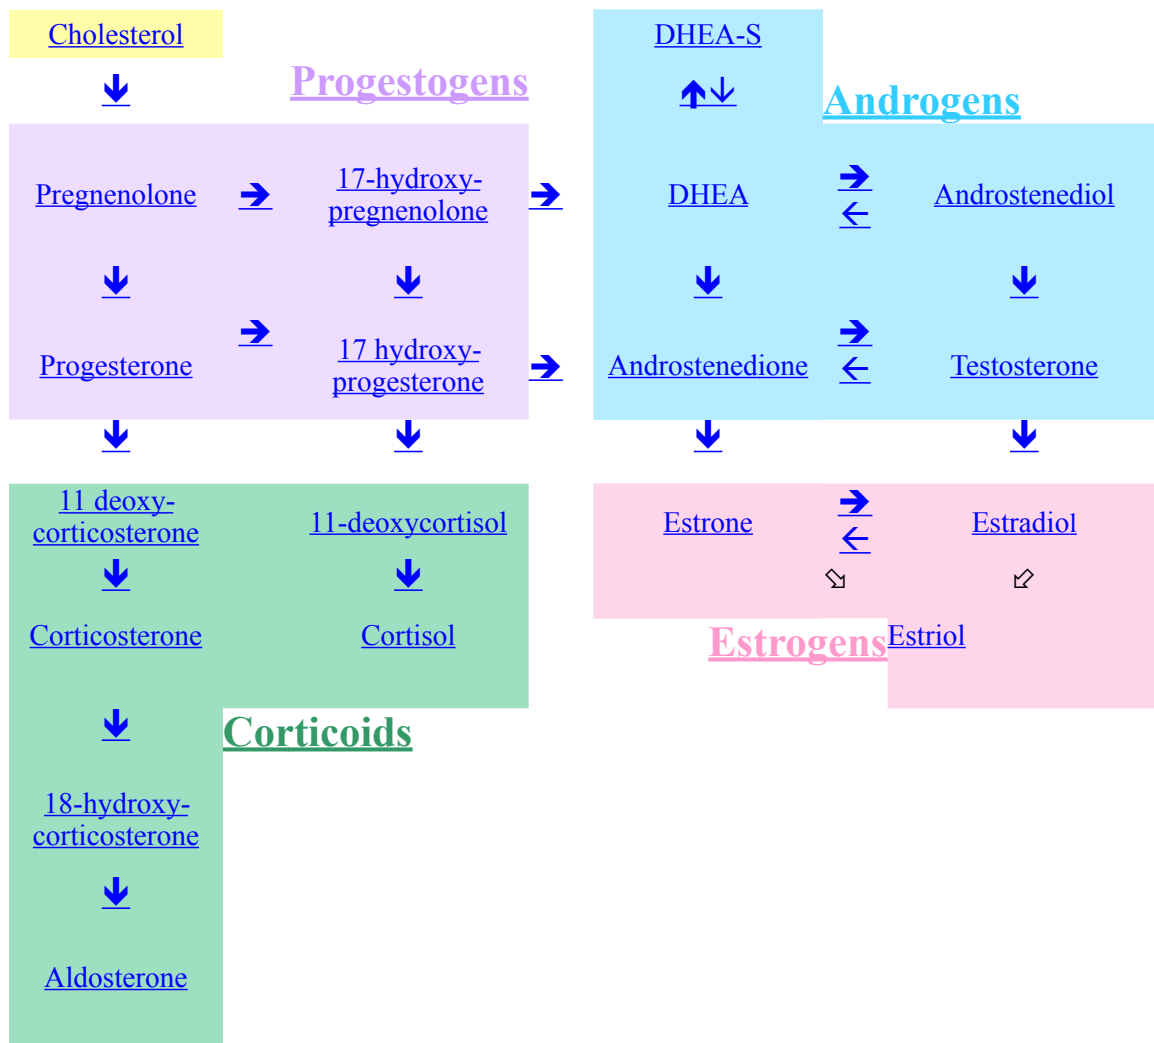 Cholesterol
DHEA-S
Progestogens
Androgens
Pregnenolone
17-hydroxy-
pregnenolone
DHEA
Androstenediol
Progesterone
17 hydroxy-
progesterone
Androstenedione
Testosterone
11 deoxy-
corticosterone
11-deoxycortisol
Estrone
Estradiol
Corticosterone
Cortisol
Estrogens
Estriol
Corticoids
18-hydroxy-
corticosterone
Aldosterone